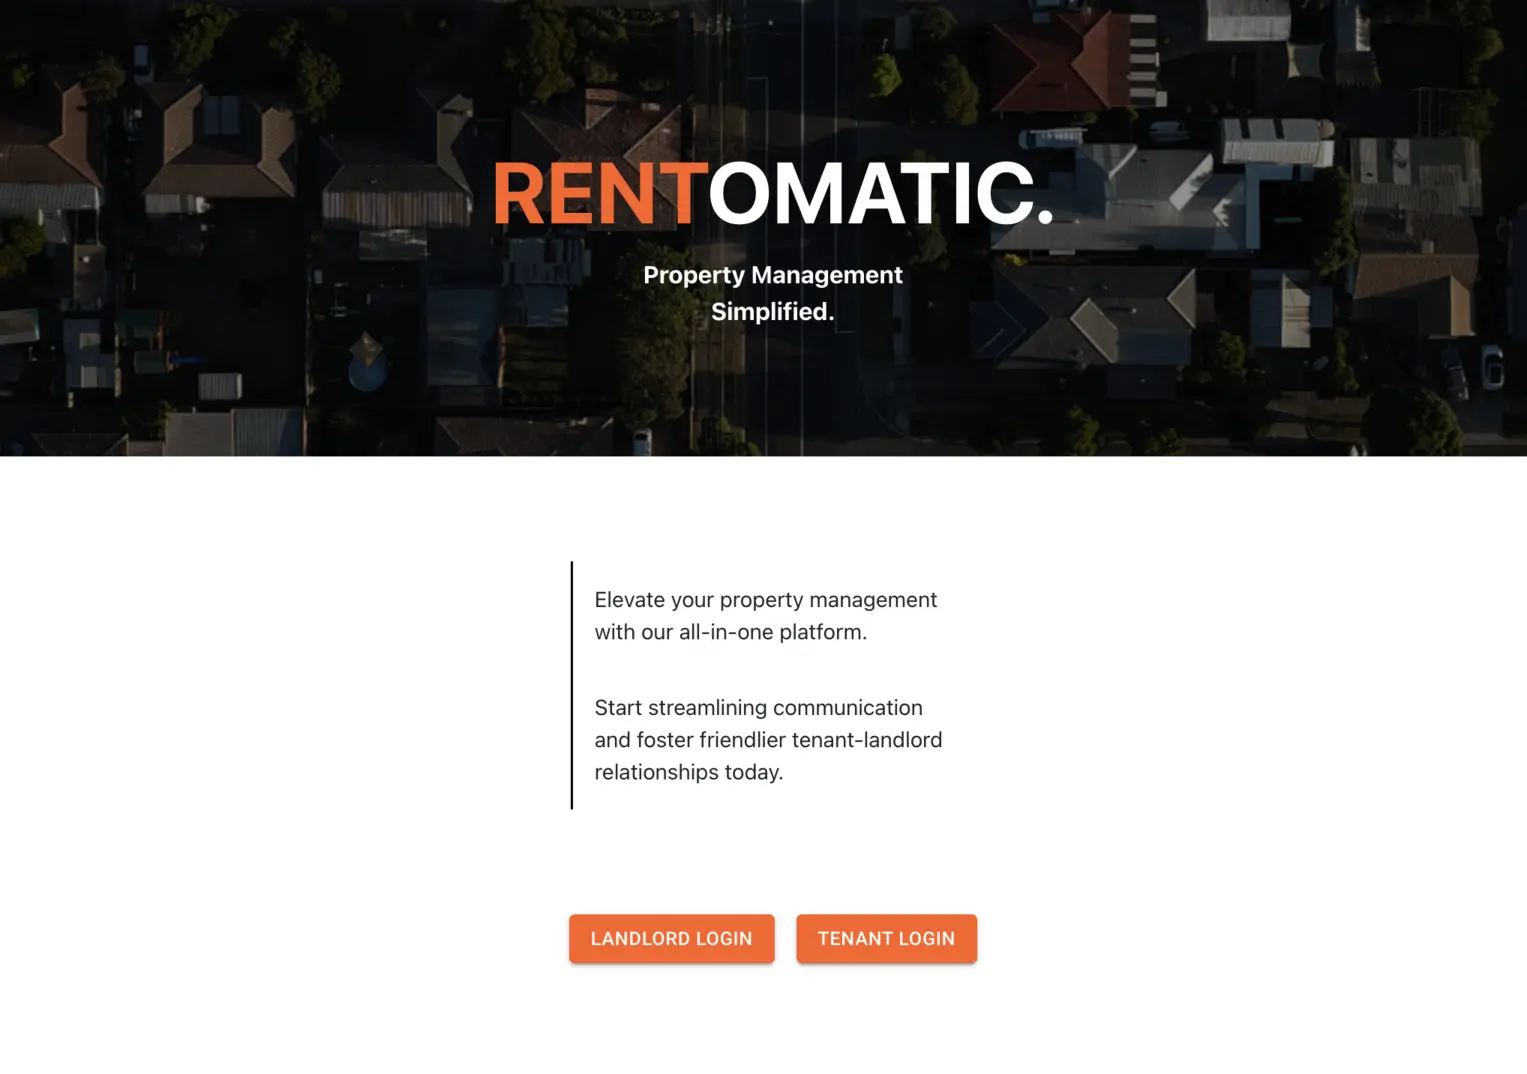 RENTOMATIC.
Property Management
Simplified.
Elevate your property management
with our all-in-one platform.
Start streamlining communication
and foster friendlier tenant-landlord
relationships today.
LANDLORD LOGIN
TENANT LOGIN